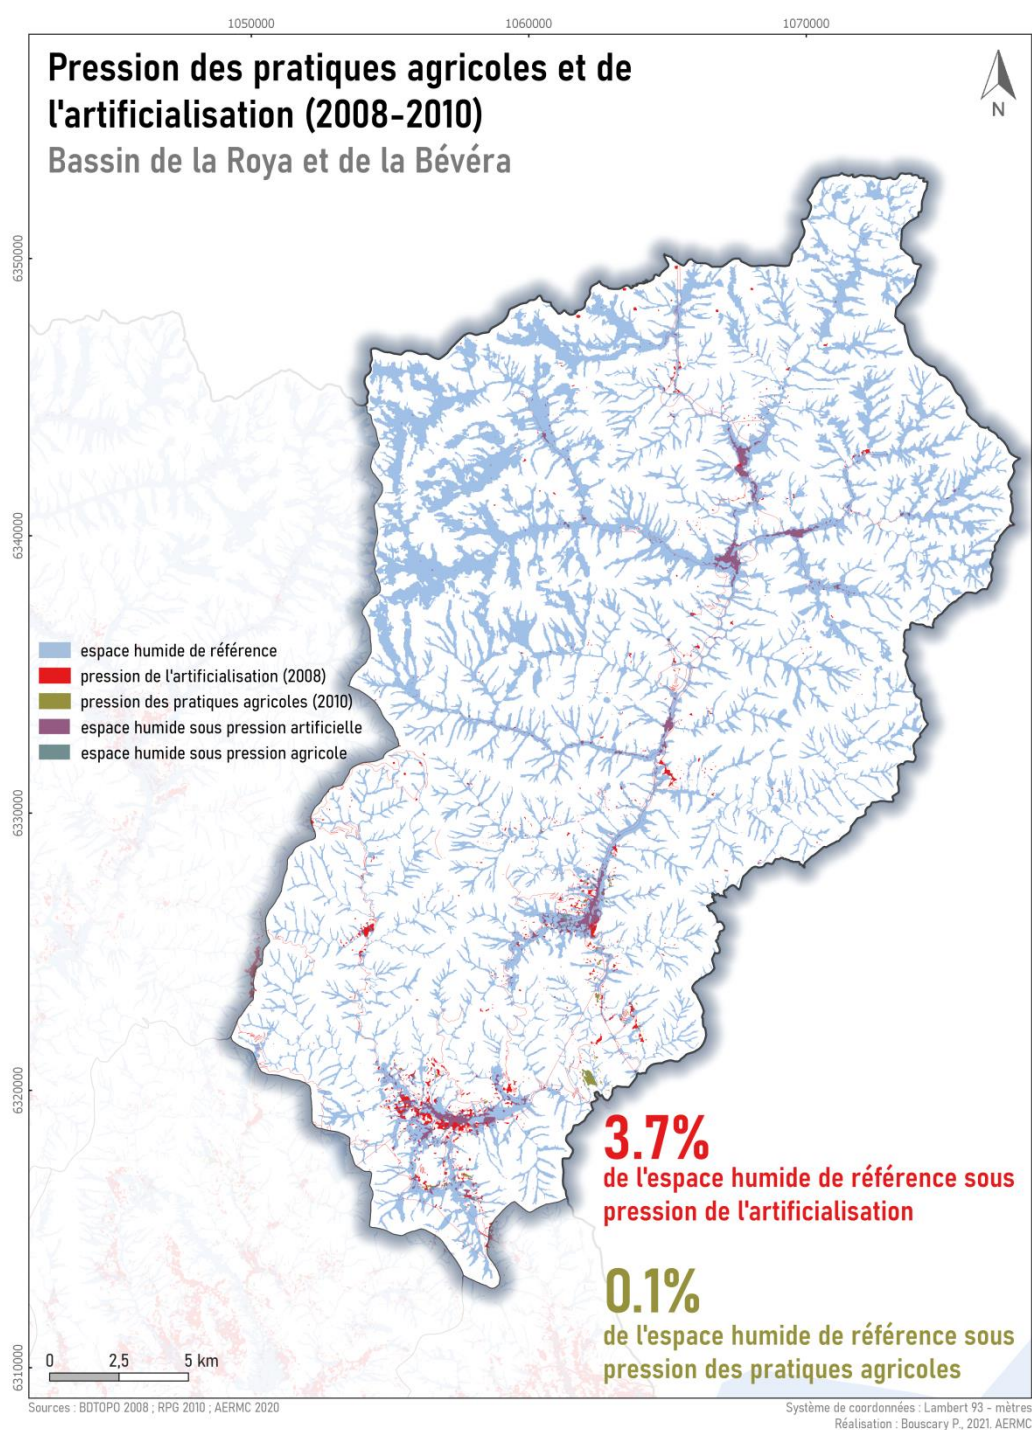 1050000
1060000
1070000
Pression des pratiques agricoles et de
l'artificialisation (2008-2010)
Bassin de la Roya et de la Bévéra
N
6350000
6340000
espace humide de référence
pression de l'artificialisation (2008)
pression des pratiques agricoles (2010)
espace humide sous pression artificielle
espace humide sous pression agricole
6330000
6320000
3.7%
de l'espace humide de référence sous
pression de l'artificialisation
0.1%
de l'espace humide de référence sous
pression des pratiques agricoles
0 2,5 5 km
6310000
Sources : BDTOPO 2008 ; RPG 2010 ; AERMC 2020
Système de coordonnées : Lambert 93 - mètres
Réalisation : Bouscary P., 2021. AERMC